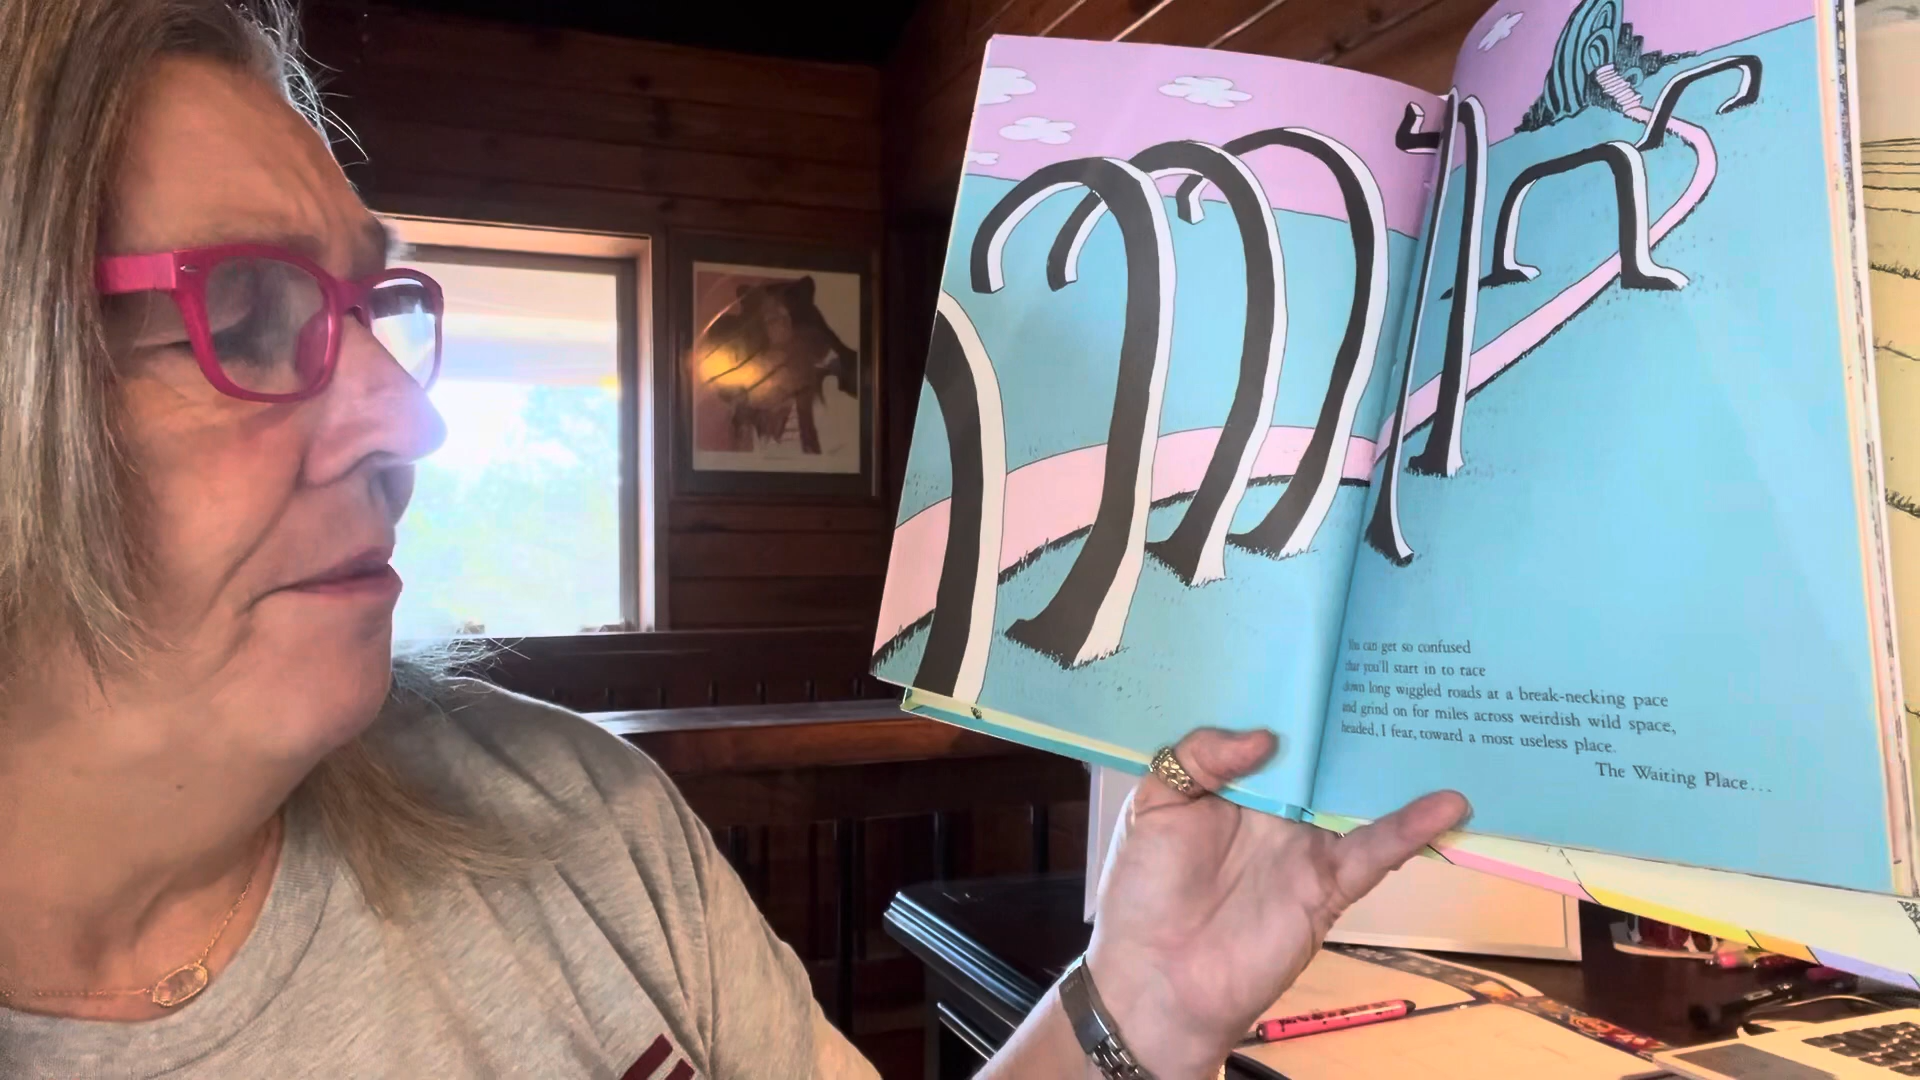 You can get so confused
that you'll start in to race
down long wiggled roads at a break-necking pace
and grind on for miles across weirdish wild space,
headed, I fear, toward a most useless place.
The Waiting Place...